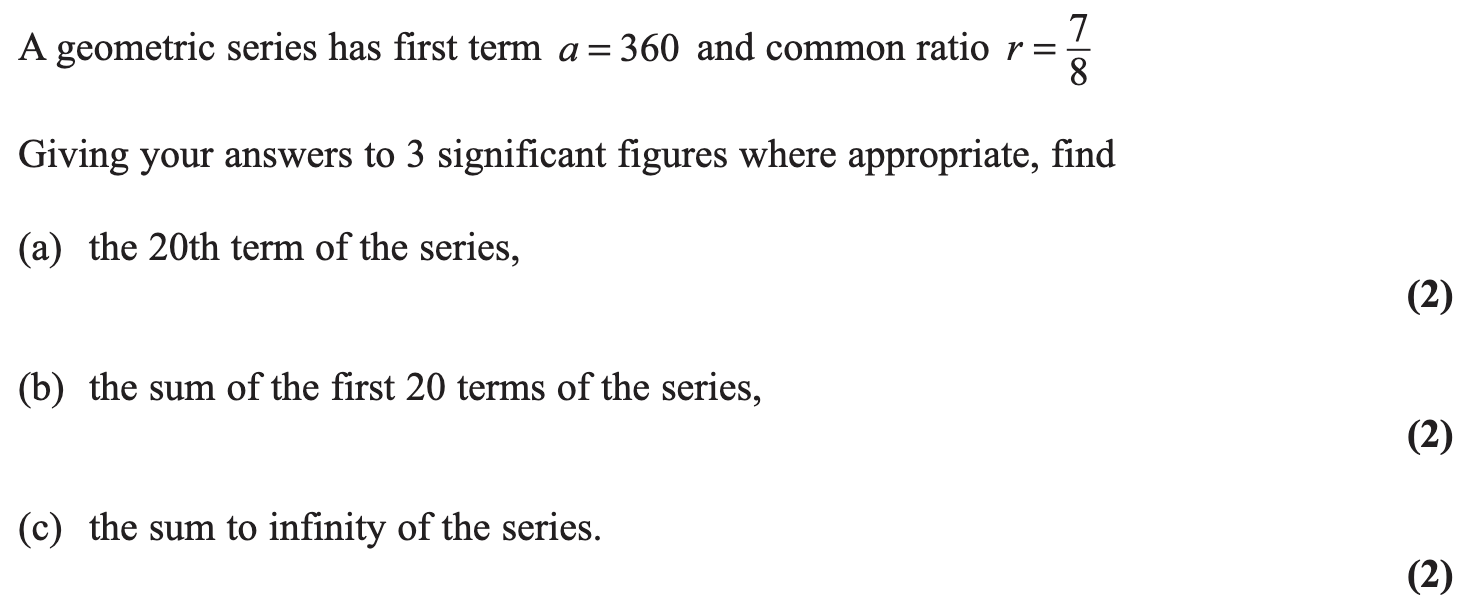 A geometric series has first term a = 360 and common ratio r = 7/8
Giving your answers to 3 significant figures where appropriate, find
(a) the 20th term of the series,
(2)
(b) the sum of the first 20 terms of the series,
(2)
(c) the sum to infinity of the series.
(2)